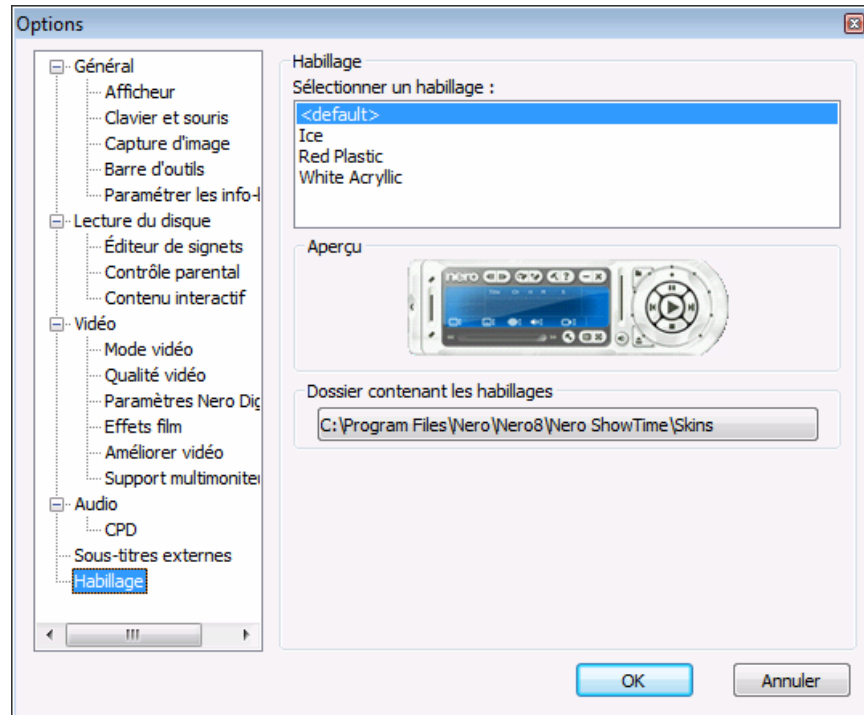 Options
Général
Afficheur
Clavier et souris
Capture d'image
Barre d'outils
Paramétrer les info-
Lecture du disque
Éditeur de signets
Contrôle parental
Contenu interactif
Vidéo
Mode vidéo
Qualité vidéo
Paramètres Nero Dig
Effets film
Améliorer vidéo
Support multimonite
Audio
CPD
Sous-titres externes
Habillage
Habillage
Sélectionner un habillage :
<default>
Ice
Red Plastic
White Acryllic
Aperçu
nero
Dossier contenant les habillages
C:\Program Files\Nero\Nero8\Nero ShowTime\Skins
OK
Annuler